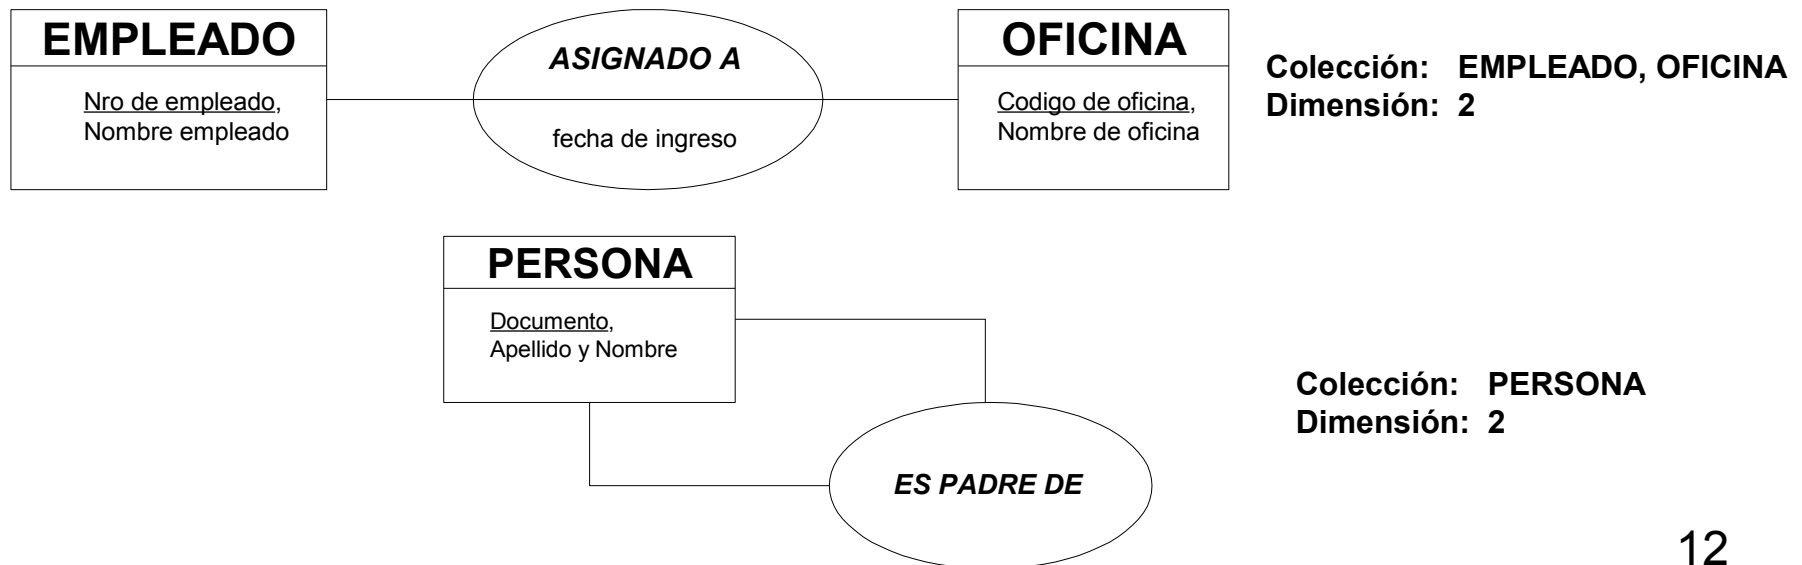 EMPLEADO
Nro de empleado,
Nombre empleado
ASIGNADO A
fecha de ingreso
OFICINA
Codigo de oficina,
Nombre de oficina
Colección: EMPLEADO, OFICINA
Dimensión: 2
PERSONA
Documento,
Apellido y Nombre
ES PADRE DE
Colección: PERSONA
Dimensión: 2
12